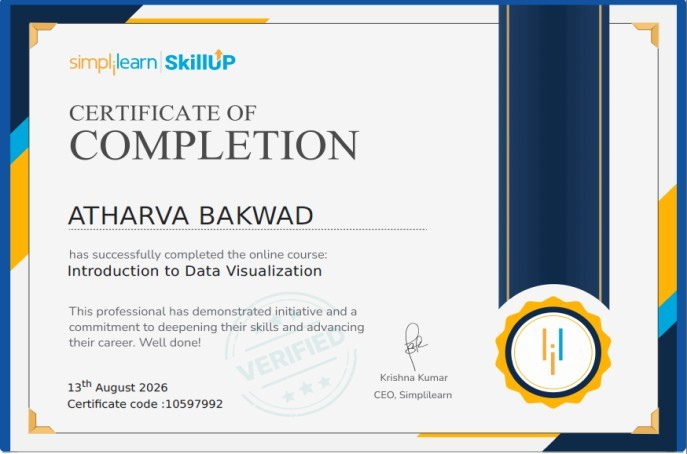 simplilearn | SkillUP
CERTIFICATE OF
COMPLETION
ATHARVA BAKWAD
has successfully completed the online course:
Introduction to Data Visualization
This professional has demonstrated initiative and a
commitment to deepening their skills and advancing
their career. Well done!
VERIFIED
13th August 2026
Certificate code :10597992
Krishna Kumar
CEO, Simplilearn